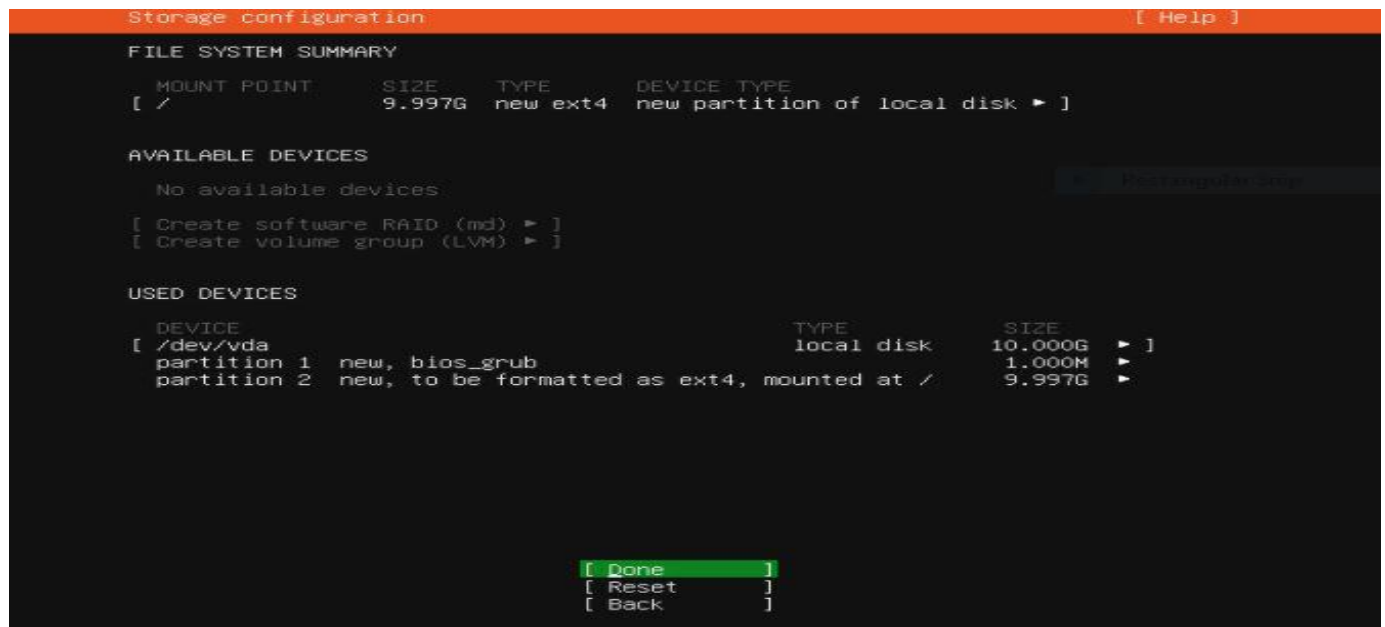 Storage configuration [ Help ]
FILE SYSTEM SUMMARY
MOUNT POINT SIZE TYPE DEVICE TYPE
[ / 9.997G new ext4 new partition of local disk ► ]
AVAILABLE DEVICES
Rectangular snip
No available devices
[ Create software RAID (md) ► ]
[ Create volume group (LVM) ► ]
USED DEVICES
DEVICE TYPE SIZE
[ /dev/vda local disk 10.000G ► ]
partition 1 new, bios_grub 1.000M ►
partition 2 new, to be formatted as ext4, mounted at / 9.997G ►
[ Done ]
[ Reset ]
[ Back ]